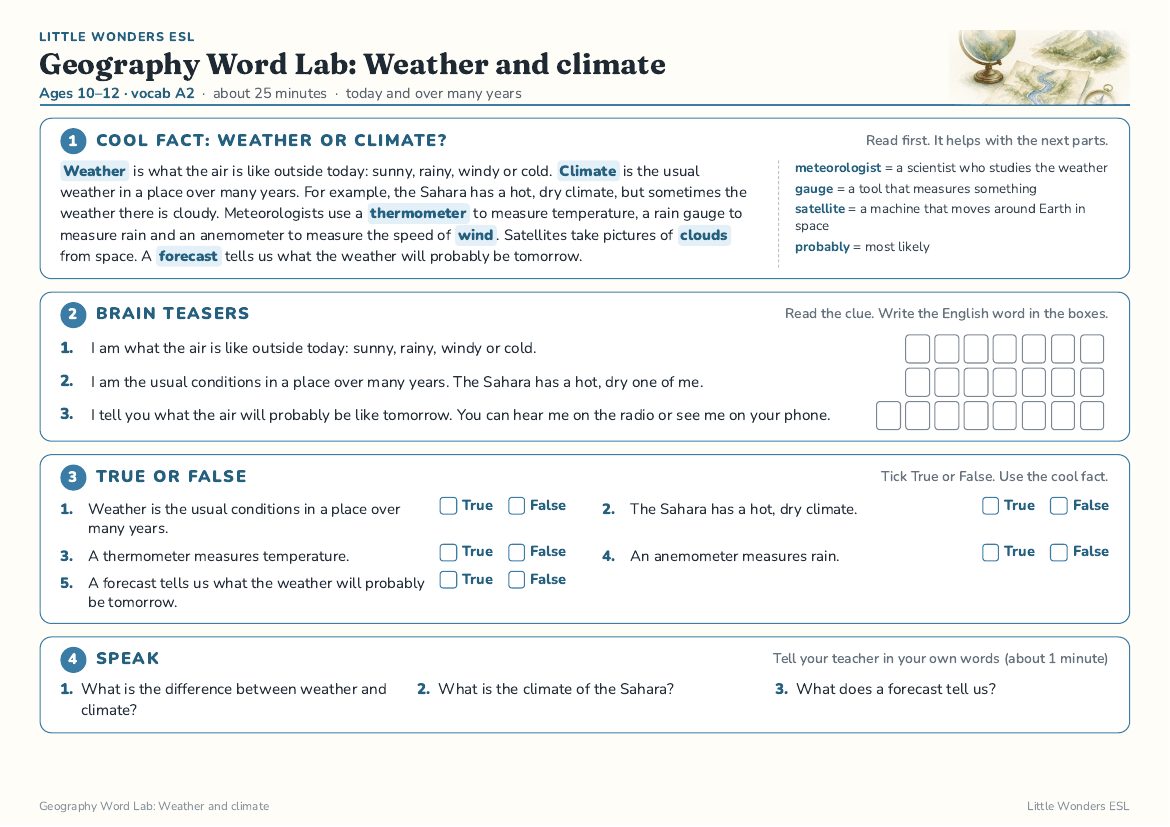 LITTLE WONDERS ESL
Geography Word Lab: Weather and climate
Ages 10–12 · vocab A2 · about 25 minutes · today and over many years
1 COOL FACT: WEATHER OR CLIMATE?
Read first. It helps with the next parts.
Weather is what the air is like outside today: sunny, rainy, windy or cold. Climate is the usual
weather in a place over many years. For example, the Sahara has a hot, dry climate, but sometimes the
weather there is cloudy. Meteorologists use a thermometer to measure temperature, a rain gauge to
measure rain and an anemometer to measure the speed of wind. Satellites take pictures of clouds
from space. A forecast tells us what the weather will probably be tomorrow.
meteorologist = a scientist who studies the weather
gauge = a tool that measures something
satellite = a machine that moves around Earth in
space
probably = most likely
2 BRAIN TEASERS
Read the clue. Write the English word in the boxes.
1. I am what the air is like outside today: sunny, rainy, windy or cold.
2. I am the usual conditions in a place over many years. The Sahara has a hot, dry one of me.
3. I tell you what the air will probably be like tomorrow. You can hear me on the radio or see me on your phone.
3 TRUE OR FALSE
Tick True or False. Use the cool fact.
1. Weather is the usual conditions in a place over
many years.
True False
2. The Sahara has a hot, dry climate.
True False
3. A thermometer measures temperature.
True False
4. An anemometer measures rain.
True False
5. A forecast tells us what the weather will probably
be tomorrow.
True False
4 SPEAK
Tell your teacher in your own words (about 1 minute)
1. What is the difference between weather and
climate?
2. What is the climate of the Sahara?
3. What does a forecast tell us?
Geography Word Lab: Weather and climate
Little Wonders ESL